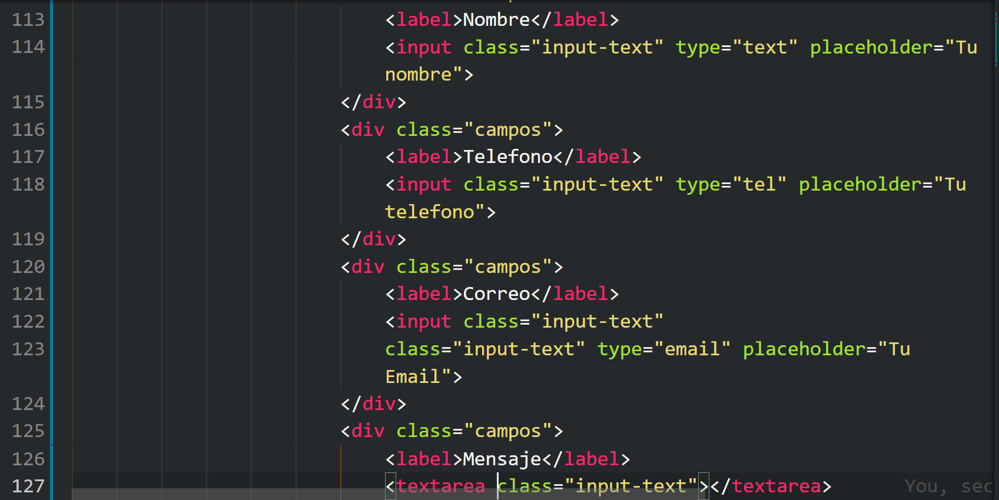 113 <label>Nombre</label>
114 <input class="input-text" type="text" placeholder="Tu
nombre">
115 </div>
116 <div class="campos">
117 <label>Telefono</label>
118 <input class="input-text" type="tel" placeholder="Tu
telefono">
119 </div>
120 <div class="campos">
121 <label>Correo</label>
122 <input class="input-text"
123 class="input-text" type="email" placeholder="Tu
Email">
124 </div>
125 <div class="campos">
126 <label>Mensaje</label>
127 <textarea class="input-text"></textarea> You, sec